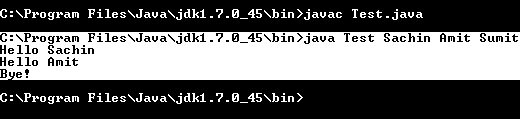 C:\Program Files\Java\jdk1.7.0_45\bin>javac Test.java
C:\Program Files\Java\jdk1.7.0_45\bin>java Test Sachin Amit Sumit
Hello Sachin
Hello Amit
Bye!
C:\Program Files\Java\jdk1.7.0_45\bin>